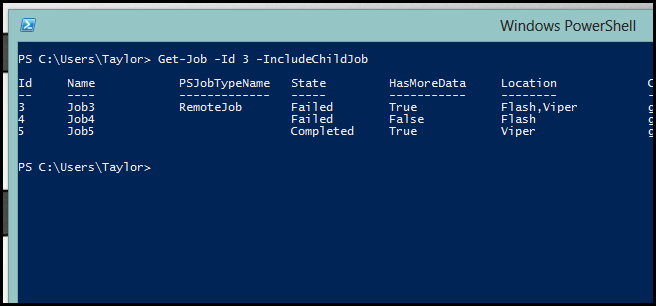 Windows PowerShell
PS C:\Users\Taylor> Get-Job -Id 3 -IncludeChildJob
Id Name PSJobTypeName State HasMoreData Location
-- ---- ------------- ----- ----------- --------
3 Job3 RemoteJob Failed True Flash,Viper
4 Job4 Failed False Flash
5 Job5 Completed True Viper
PS C:\Users\Taylor>